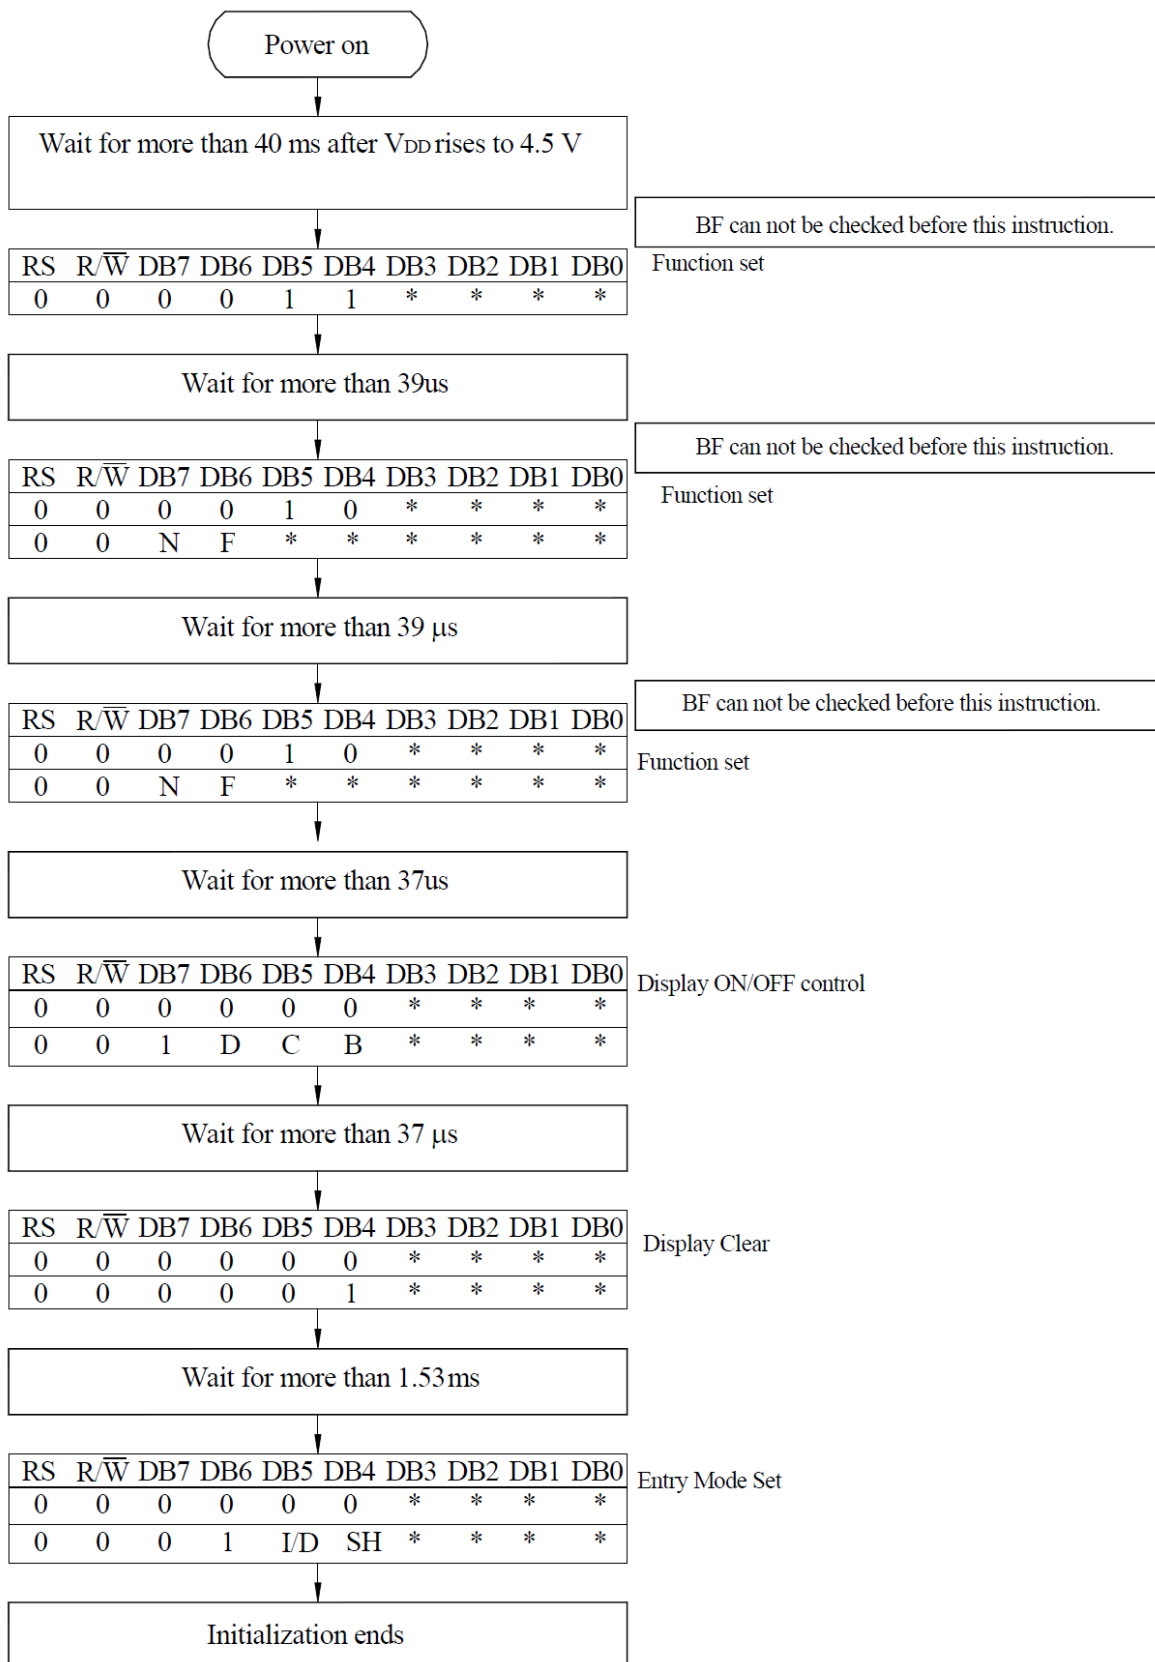 Power on
Wait for more than 40 ms after VDD rises to 4.5 V
BF can not be checked before this instruction.
RS R/W̅ DB7 DB6 DB5 DB4 DB3 DB2 DB1 DB0
Function set
0 0 0 0 1 1 * * * *
Wait for more than 39us
BF can not be checked before this instruction.
RS R/W̅ DB7 DB6 DB5 DB4 DB3 DB2 DB1 DB0
Function set
0 0 0 0 1 0 * * * *
0 0 N F * * * * * *
Wait for more than 39 μs
BF can not be checked before this instruction.
RS R/W̅ DB7 DB6 DB5 DB4 DB3 DB2 DB1 DB0
0 0 0 0 1 0 * * * *
Function set
0 0 N F * * * * * *
Wait for more than 37us
RS R/W̅ DB7 DB6 DB5 DB4 DB3 DB2 DB1 DB0
Display ON/OFF control
0 0 0 0 0 0 * * * *
0 0 1 D C B * * * *
Wait for more than 37 μs
RS R/W̅ DB7 DB6 DB5 DB4 DB3 DB2 DB1 DB0
Display Clear
0 0 0 0 0 0 * * * *
0 0 0 0 0 1 * * * *
Wait for more than 1.53ms
RS R/W̅ DB7 DB6 DB5 DB4 DB3 DB2 DB1 DB0
Entry Mode Set
0 0 0 0 0 0 * * * *
0 0 0 1 I/D SH * * * *
Initialization ends